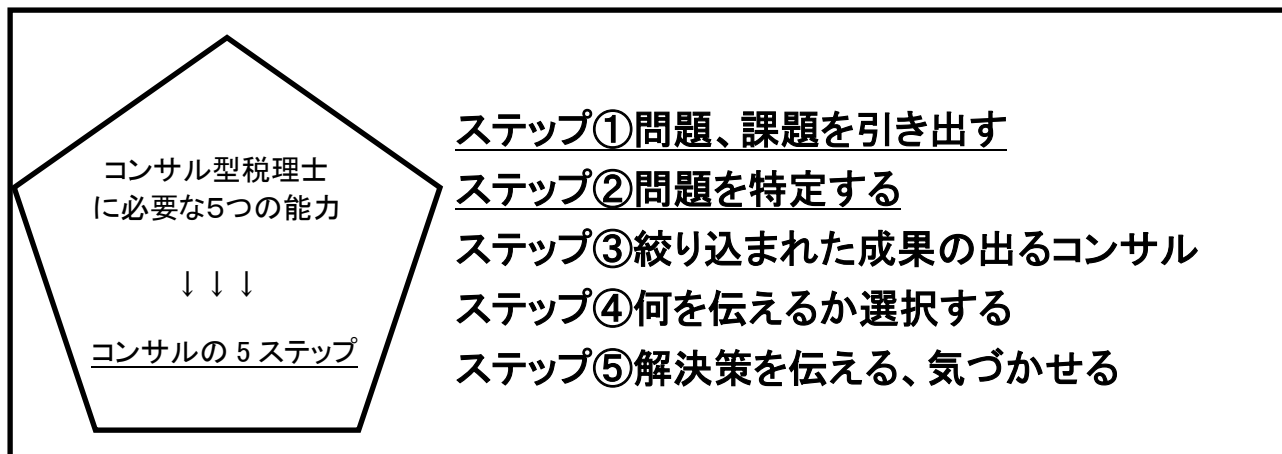 コンサル型税理士
に必要な5つの能力
↓↓↓
コンサルの 5 ステップ
ステップ①問題、課題を引き出す
ステップ②問題を特定する
ステップ③絞り込まれた成果の出るコンサル
ステップ④何を伝えるか選択する
ステップ⑤解決策を伝える、気づかせる